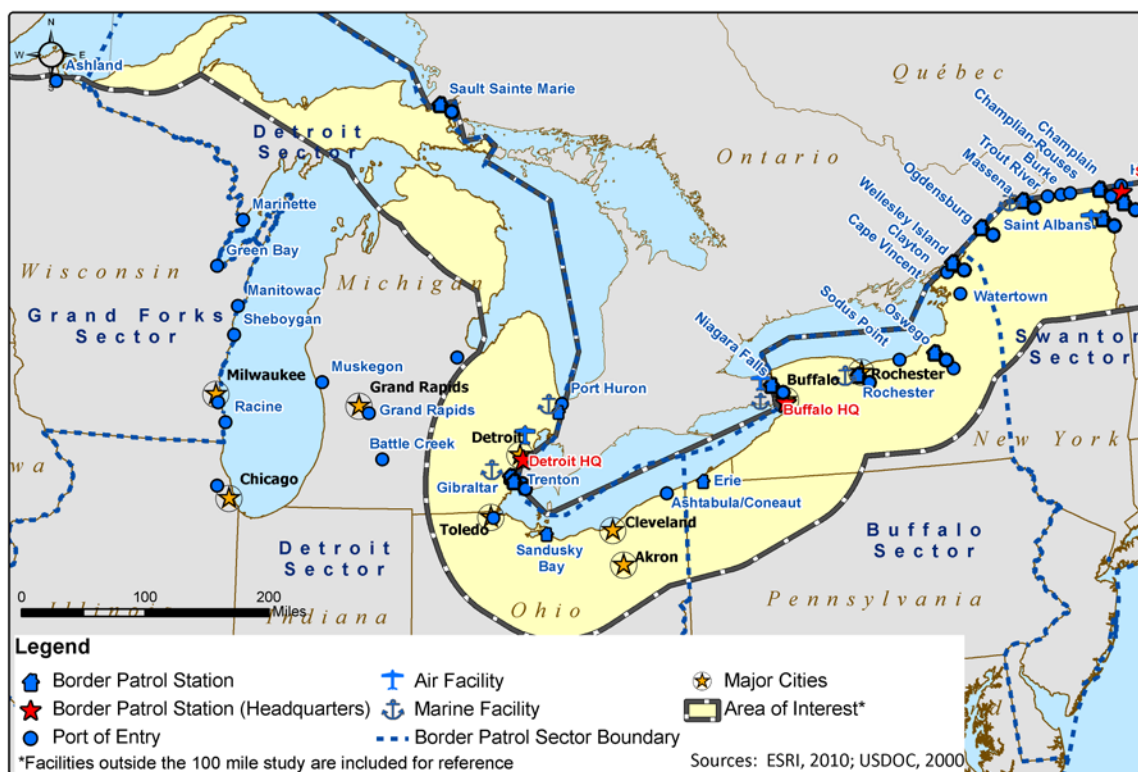 N
W
E
S
Ashland
Québec
Sault Sainte Marie
Ontario
Detroit
Sector
Champlain
Champlian-Rouses
Burke
Trout River
Massena
Ogdensburg
Wellesley Island
Clayton
Cape Vincent
Saint Albans
Marinette
Green Bay
Wisconsin
Michigan
Manitowac
Sheboygan
Grand Forks
Sector
Watertown
Oswego
Sodus Point
Swanton
Sector
Niagara Falls
Milwaukee
Muskegon
Grand Rapids
Grand Rapids
Racine
Port Huron
Buffalo
Buffalo HQ
Rochester
Rochester
New York
Battle Creek
Detroit
Detroit HQ
Chicago
Gibraltar
Trenton
Erie
Ashtabula/Coneaut
Toledo
Cleveland
Sandusky
Bay
Akron
Detroit
Sector
Buffalo
Sector
Ohio
Pennsylvania
Indiana
0 100 200
Miles
Legend
Border Patrol Station
Border Patrol Station (Headquarters)
Port of Entry
Air Facility
Marine Facility
Border Patrol Sector Boundary
Major Cities
Area of Interest*
*Facilities outside the 100 mile study are included for reference
Sources: ESRI, 2010; USDOC, 2000